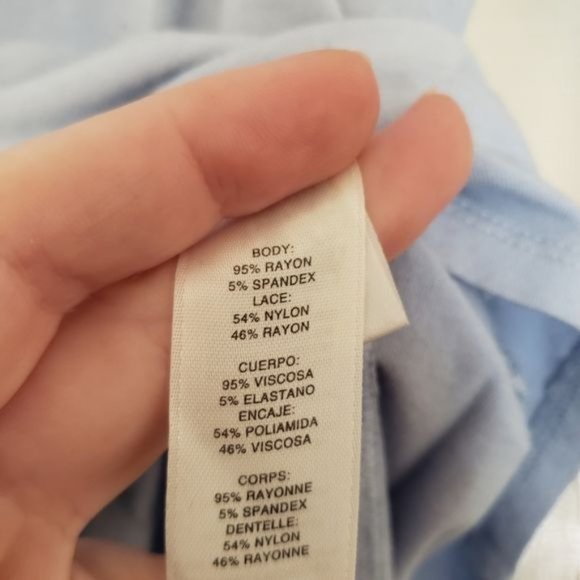 BODY:
95% RAYON
5% SPANDEX
LACE:
54% NYLON
46% RAYON
CUERPO:
95% VISCOSA
5% ELASTANO
ENCAJE:
54% POLIAMIDA
46% VISCOSA
CORPS:
95% RAYONNE
5% SPANDEX
DENTELLE:
54% NYLON
46% RAYONNE